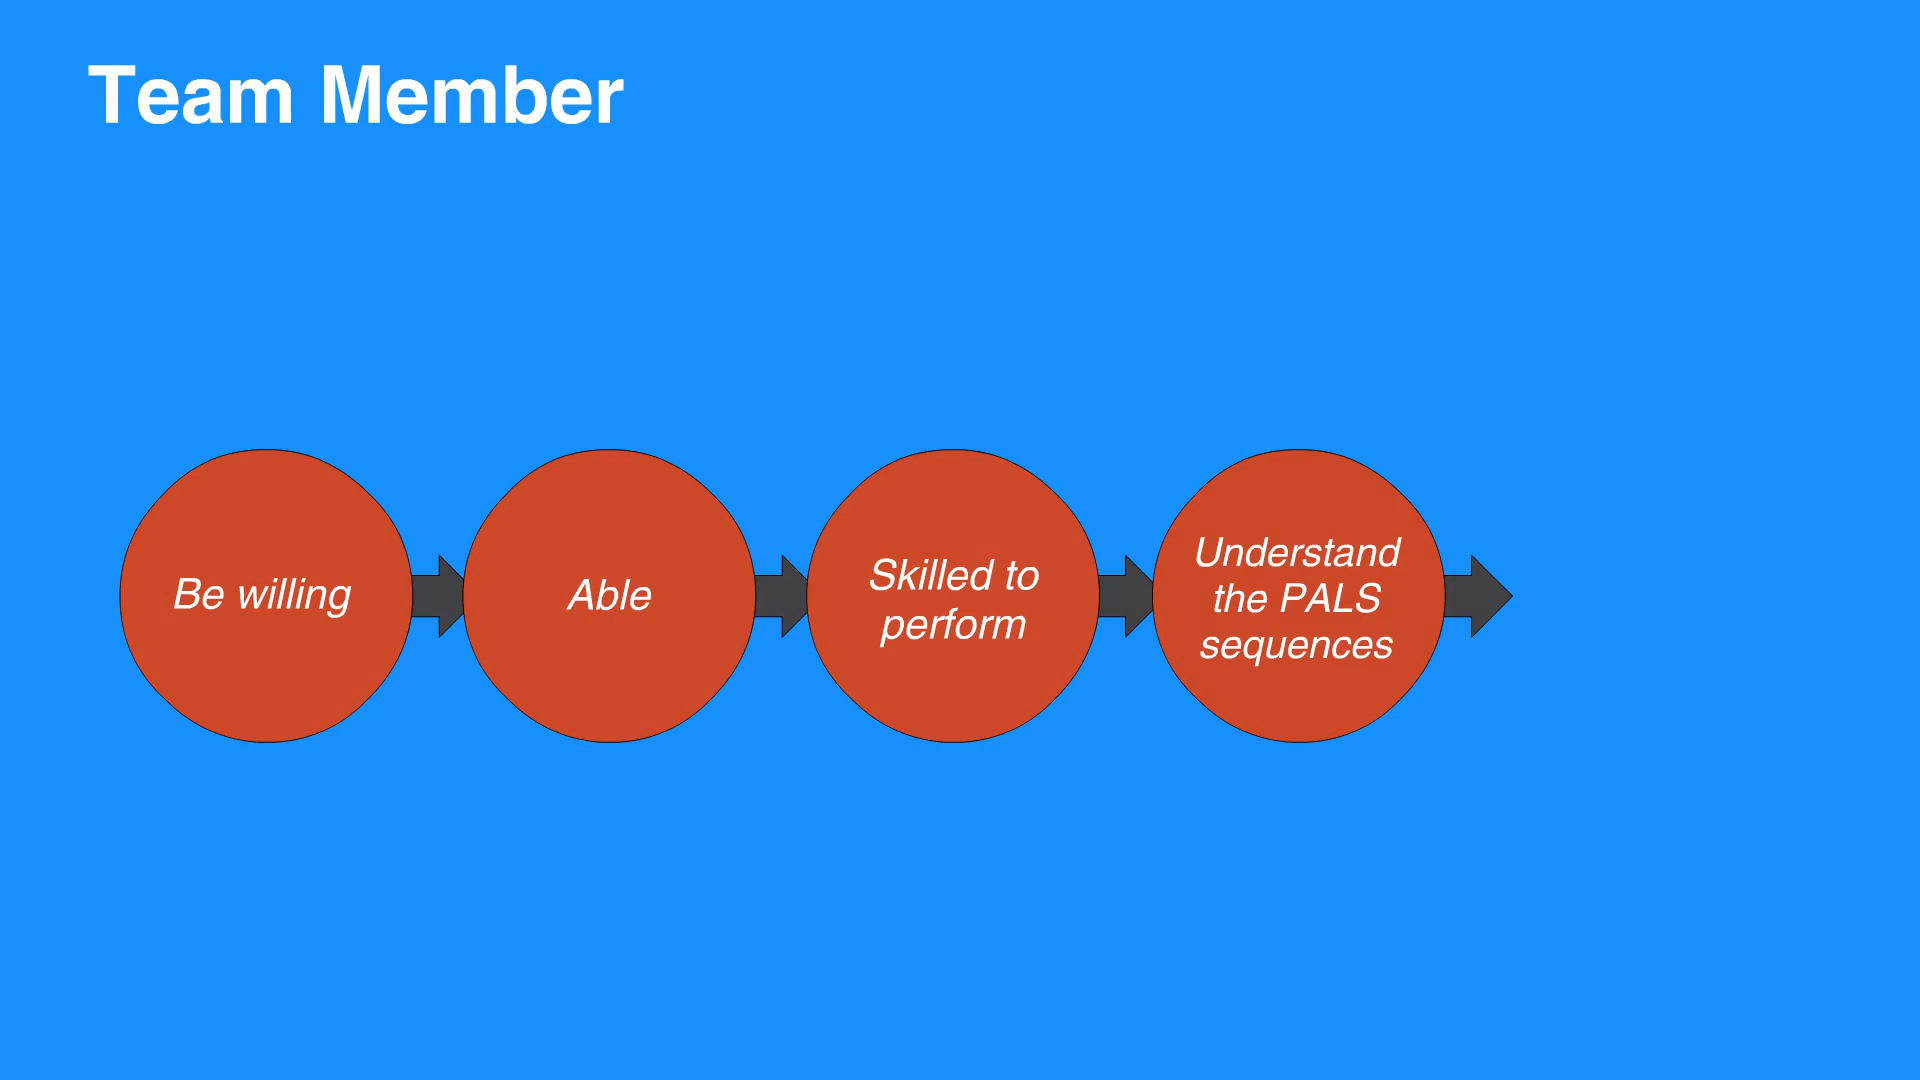 Team Member
Be willing
Able
Skilled to
perform
Understand
the PALS
sequences